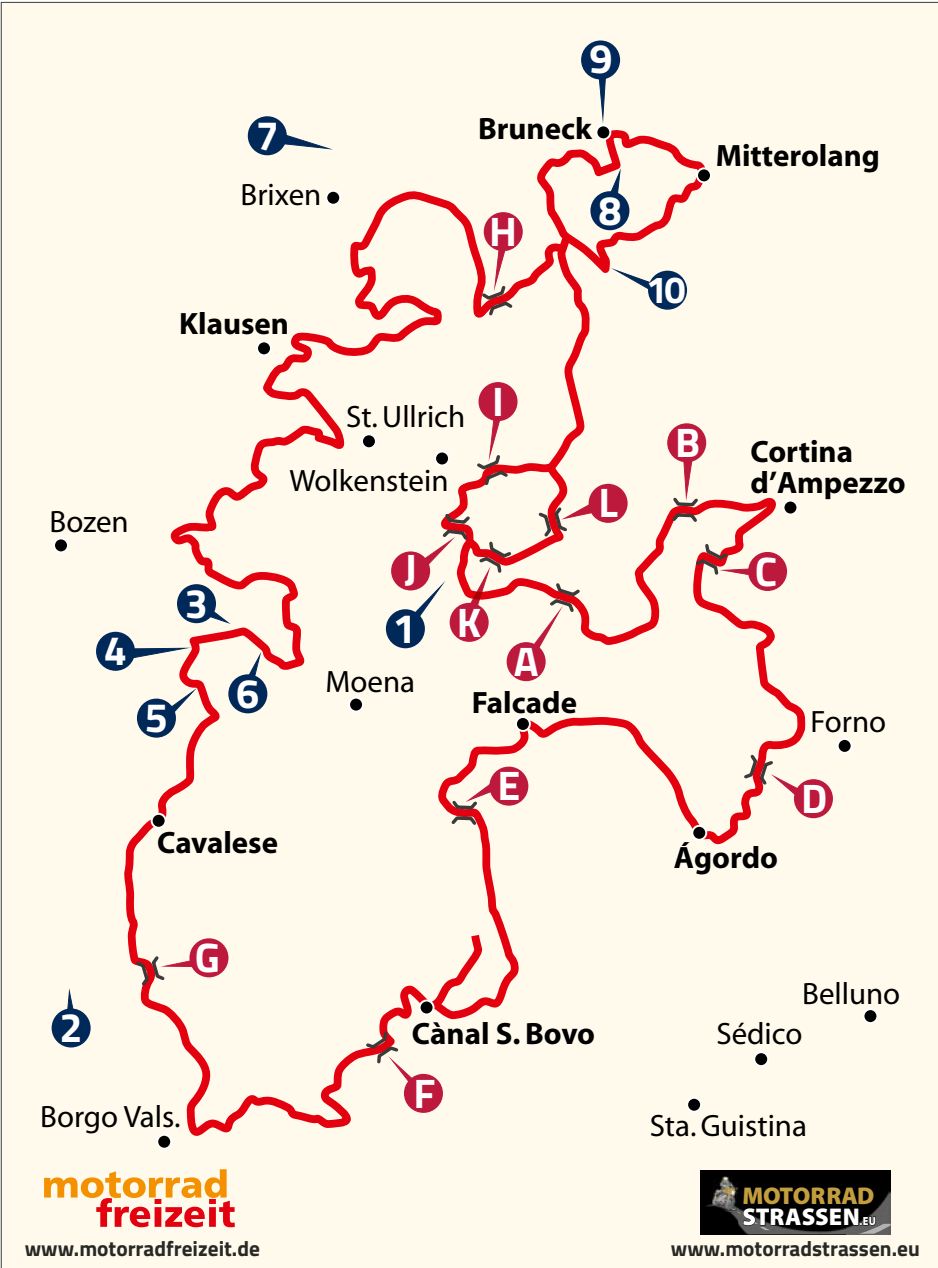 9
Bruneck
7
Mitterolang
Brixen
8
H
10
Klausen
I
St. Ullrich
B
Cortina
d'Ampezzo
Wolkenstein
L
Bozen
J
C
K
3
1
4
A
6
Moena
5
Falcade
Forno
E
D
Cavalese
Ágordo
G
Belluno
2
Cànal S. Bovo
Sédico
F
Borgo Vals.
Sta. Guistina
motorrad
freizeit
www.motorradfreizeit.de
MOTORRAD
STRASSEN.EU
www.motorradstrassen.eu